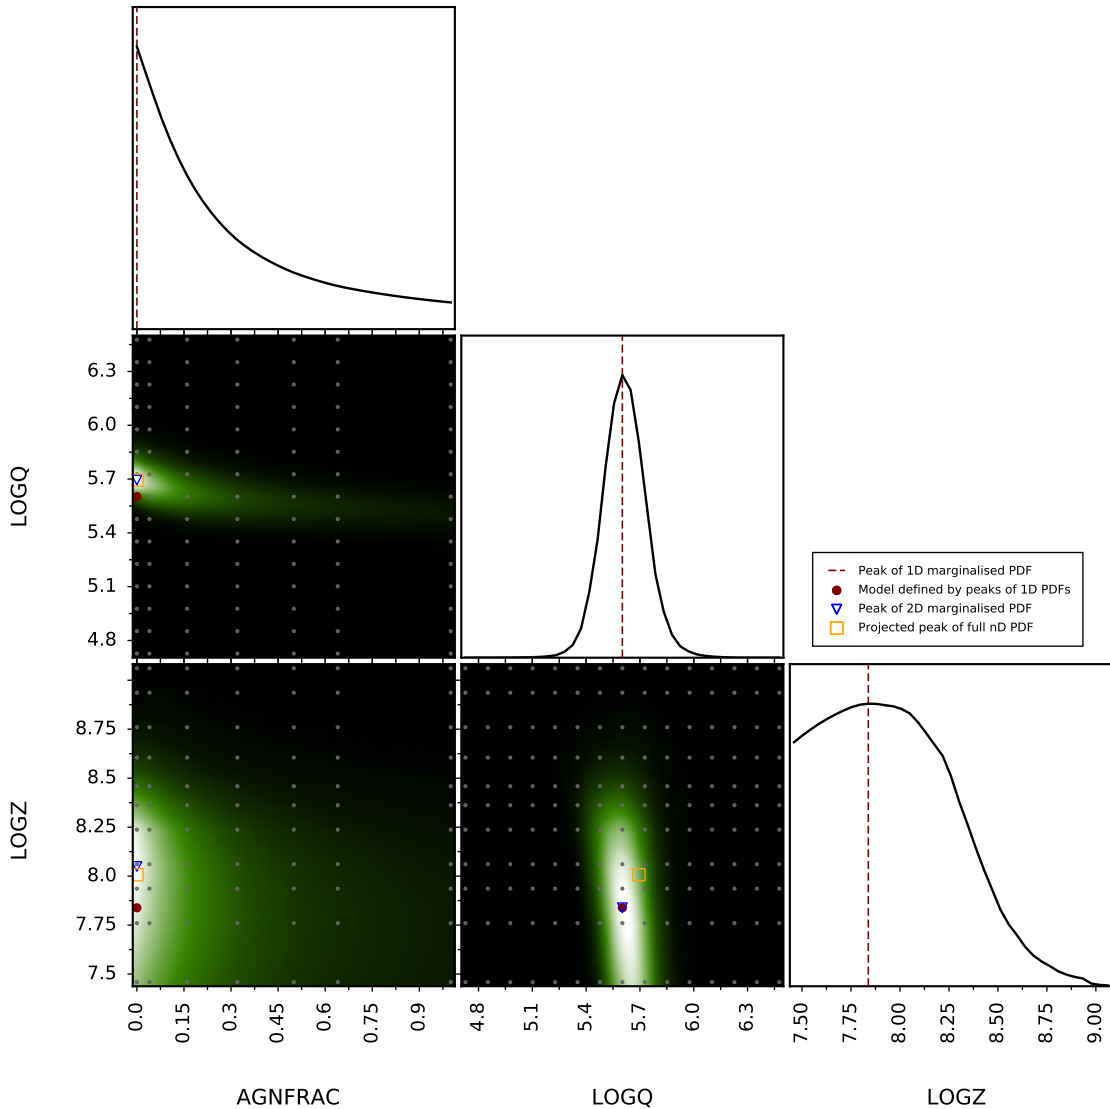 LOGQ
6.3
6.0
5.7
5.4
5.1
4.8
Peak of 1D marginalised PDF
Model defined by peaks of 1D PDFs
Peak of 2D marginalised PDF
Projected peak of full nD PDF
LOGZ
8.75
8.5
8.25
8.0
7.75
7.5
0.0 0.15 0.3 0.45 0.6 0.75 0.9
4.8 5.1 5.4 5.7 6.0 6.3
7.50 7.75 8.00 8.25 8.50 8.75 9.00
AGNFRAC LOGQ LOGZ